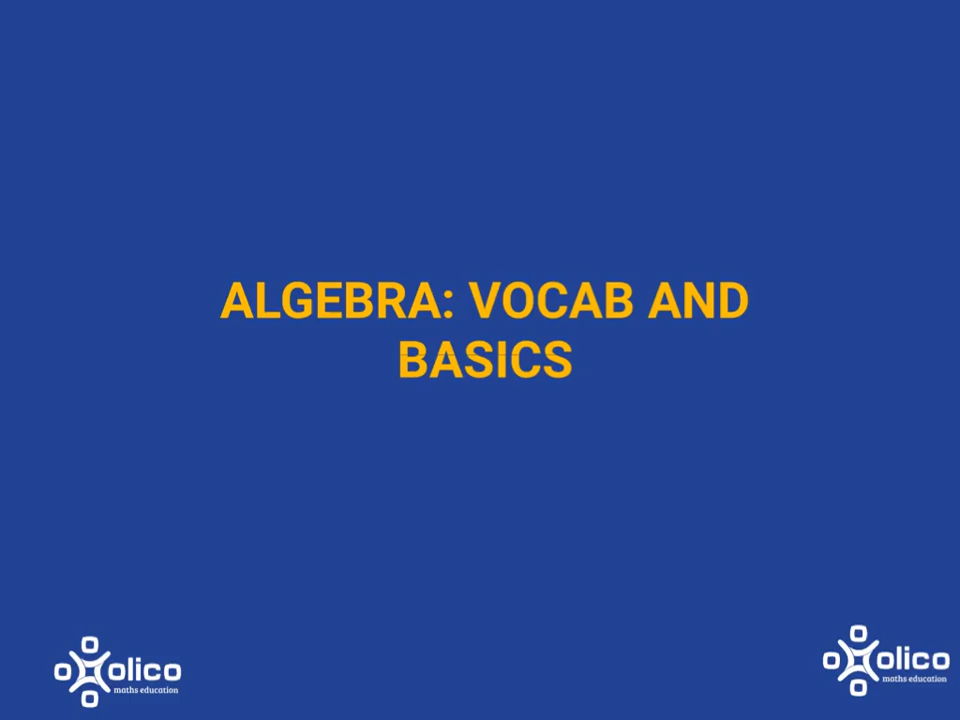 ALGEBRA: VOCAB AND
BASICS
olico
maths education
olico
maths education